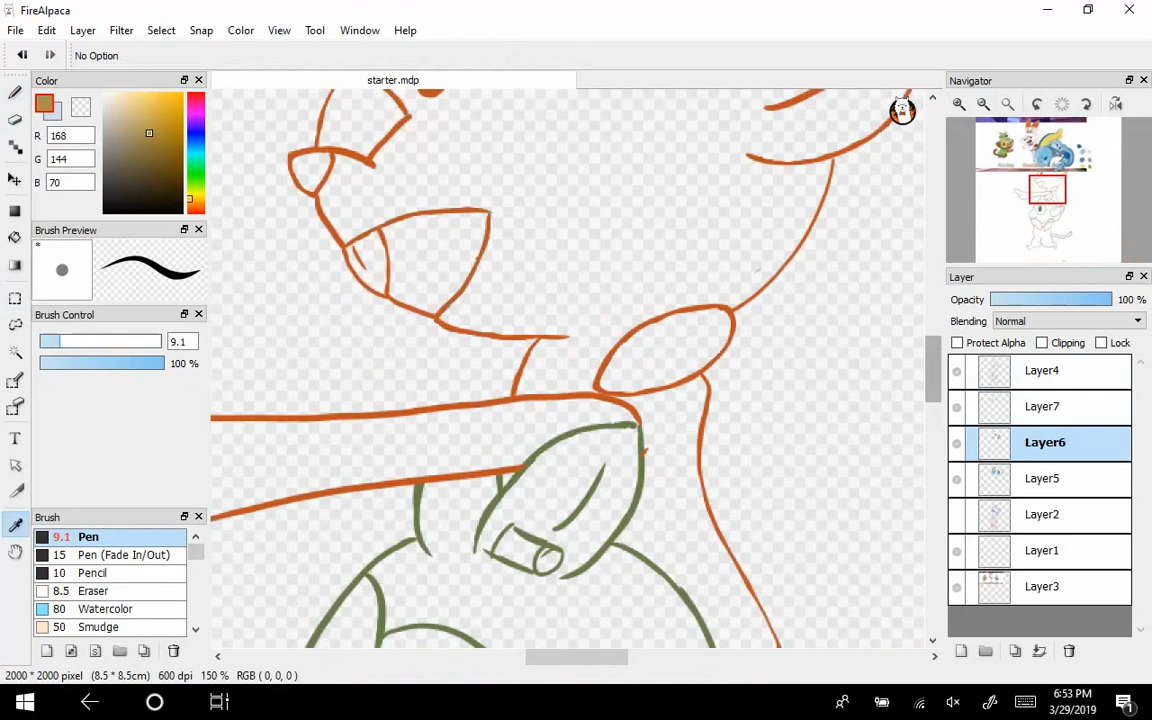 FireAlpaca
File Edit Layer Filter Select Snap Color View Tool Window Help
No Option
Color
starter.mdp
Navigator
R 168
G 144
B 70
Brush Preview
*
Layer
Opacity 100 %
Brush Control
Blending Normal
9.1
Protect Alpha Clipping Lock
100 %
Layer4
Layer7
Layer6
Layer5
Layer2
Layer1
Layer3
Brush
9.1 Pen
15 Pen (Fade In/Out)
10 Pencil
8.5 Eraser
80 Watercolor
50 Smudge
T
2000 * 2000 pixel (8.5 * 8.5cm) 600 dpi 150 % RGB ( 0, 0, 0 )
6:53 PM
3/29/2019
1